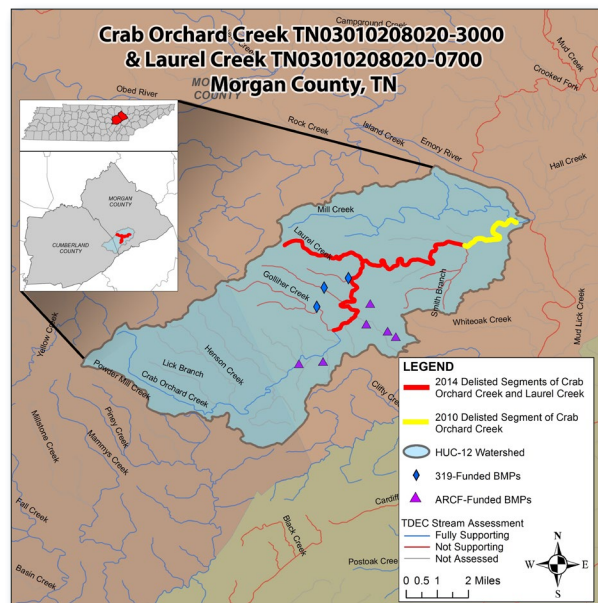 Crab Orchard Creek TN03010208020-3000
& Laurel Creek TN03010208020-0700
Morgan County, TN
Campground Creek
COUNTY
Obed River
Rock Creek
Island Creek
Emory River
Mud Creek
Crooked Fork
Hall Creek
MORGAN
COUNTY
CUMBERLAND
COUNTY
Mill Creek
Laurel Creek
Golliher Creek
Smith Branch
Whiteoak Creek
Mud Lick Creek
Yellow Creek
Lick Branch
Henson Creek
Powder Mill Creek
Crab Orchard Creek
Millstone Creek
Piney Creek
Mammys Creek
Clifty Creek
Fall Creek
Basin Creek
Black Creek
Cardiff
Postoak Creek
LEGEND
2014 Delisted Segments of Crab
Orchard Creek and Laurel Creek
2010 Delisted Segment of Crab
Orchard Creek
HUC-12 Watershed
319-Funded BMPs
ARCF-Funded BMPs
TDEC Stream Assessment
Fully Supporting
Not Supporting
Not Assessed
0 0.5 1 2 Miles
N
W E
S